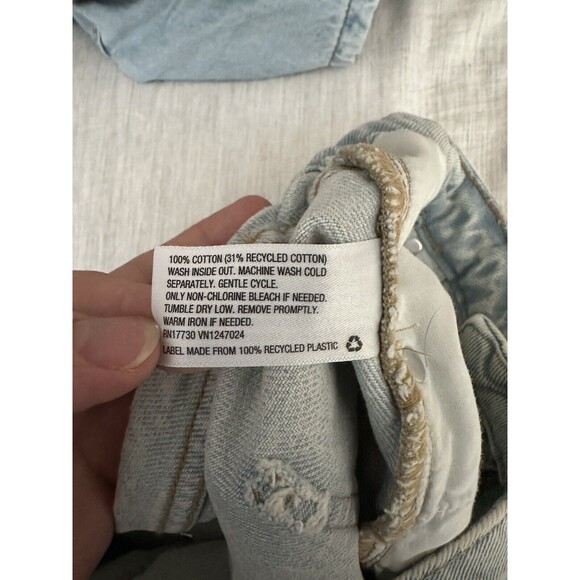 100% COTTON (31% RECYCLED COTTON)
WASH INSIDE OUT. MACHINE WASH COLD
SEPARATELY. GENTLE CYCLE.
ONLY NON-CHLORINE BLEACH IF NEEDED.
TUMBLE DRY LOW. REMOVE PROMPTLY.
WARM IRON IF NEEDED.
RN17730 VN1247024
LABEL MADE FROM 100% RECYCLED PLASTIC